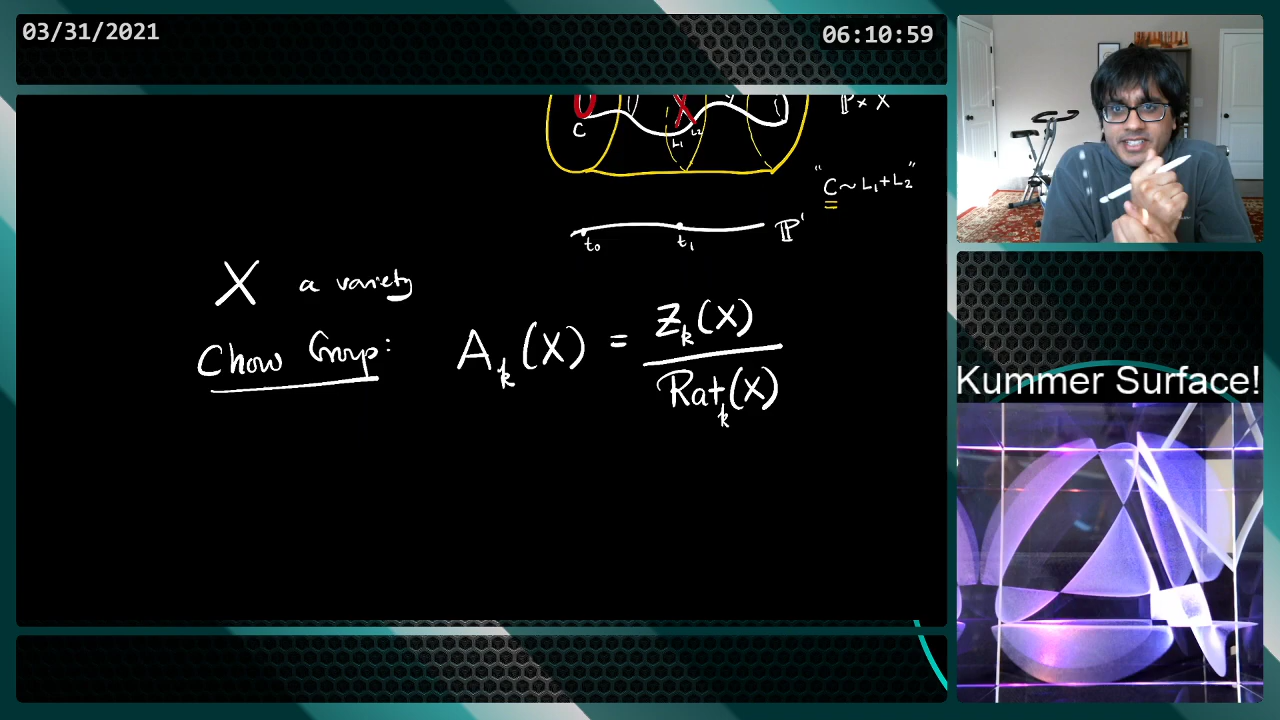 03/31/2021
06:10:59
C
L₁
L₂
ℙ × X
"C ~ L₁ + L₂"
t₀
t₁
ℙ¹
X a variety
Chow Group:
Aₖ(X) = Zₖ(X) / Ratₖ(X)
Kummer Surface!